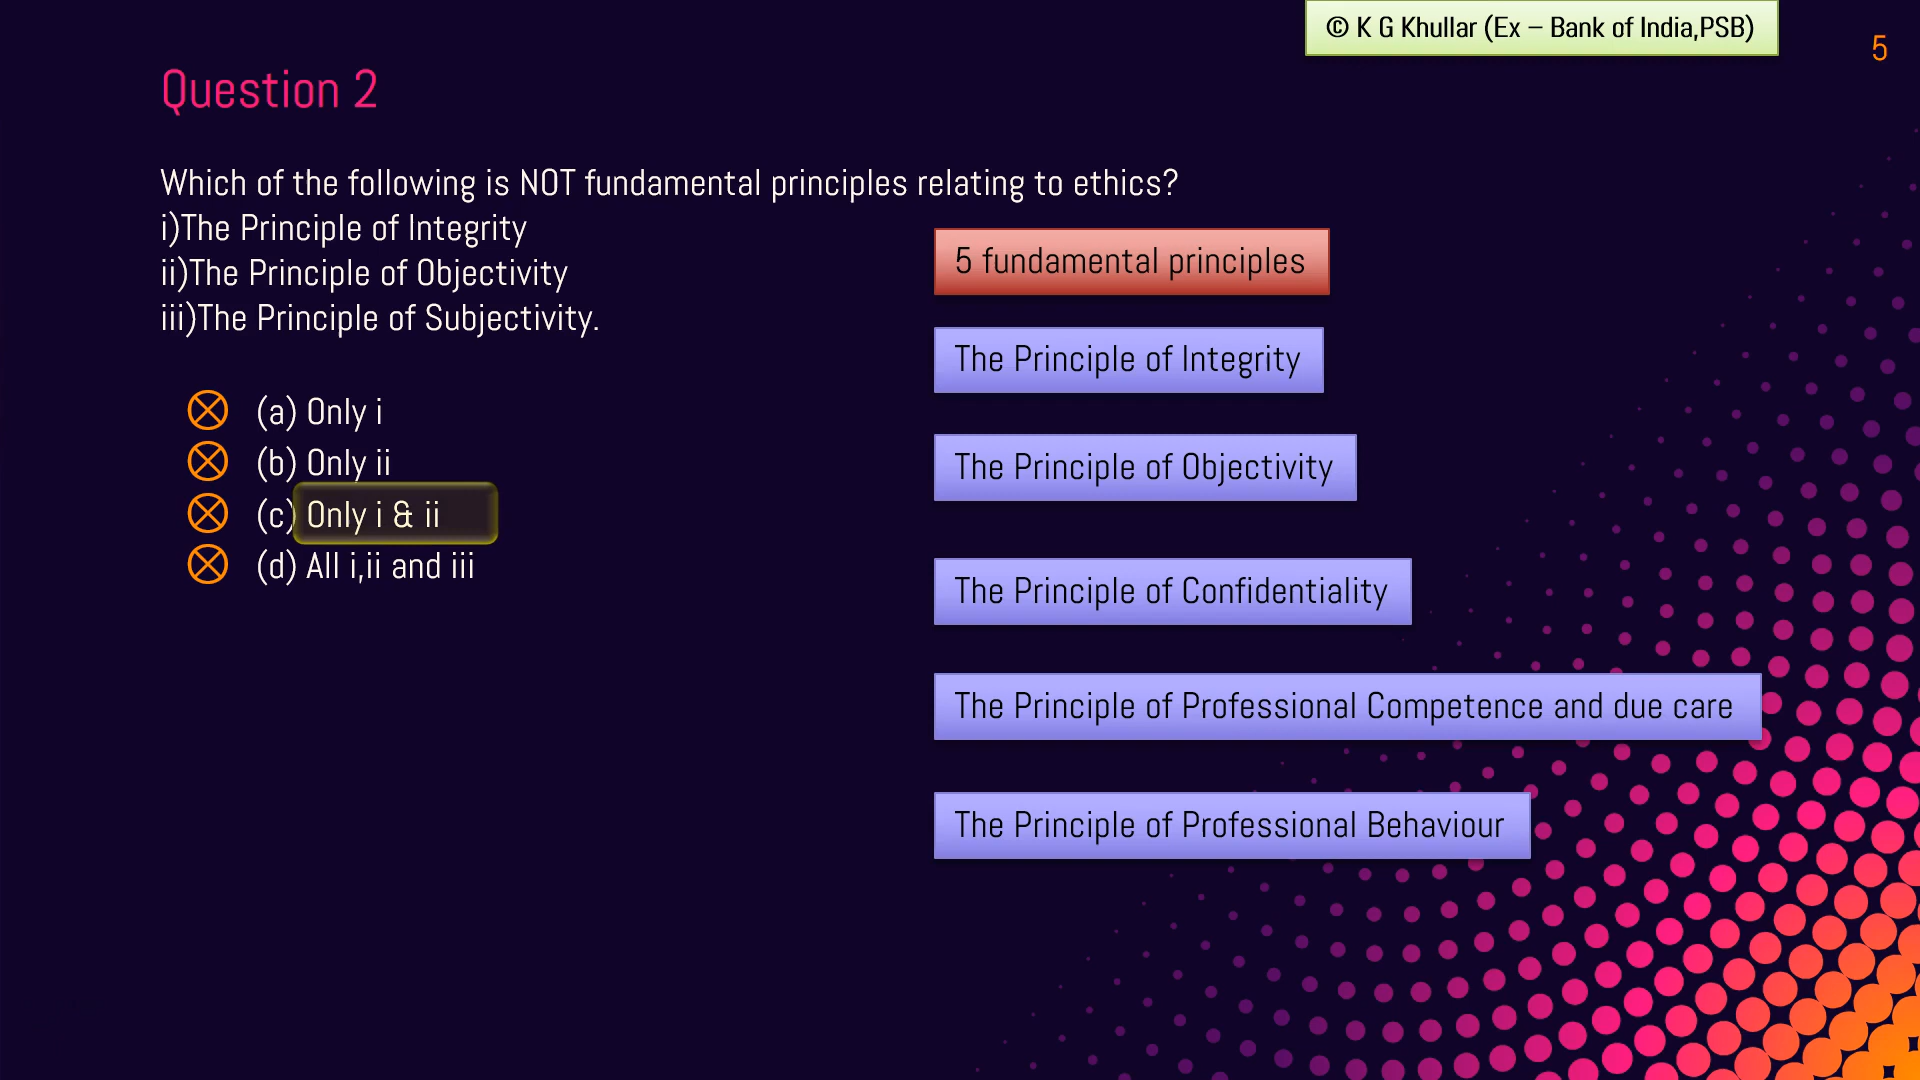 © K G Khullar (Ex – Bank of India,PSB)
5
Question 2
Which of the following is NOT fundamental principles relating to ethics?
i)The Principle of Integrity
ii)The Principle of Objectivity
iii)The Principle of Subjectivity.
(a) Only i
(b) Only ii
(c) Only i & ii
(d) All i,ii and iii
5 fundamental principles
The Principle of Integrity
The Principle of Objectivity
The Principle of Confidentiality
The Principle of Professional Competence and due care
The Principle of Professional Behaviour